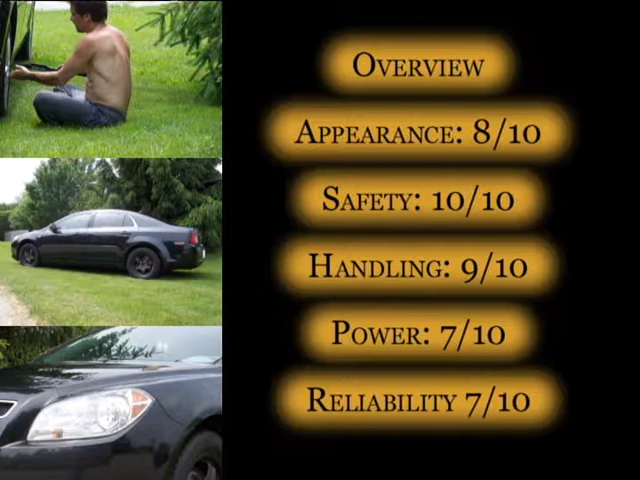 Overview
Appearance: 8/10
Safety: 10/10
Handling: 9/10
Power: 7/10
Reliability 7/10